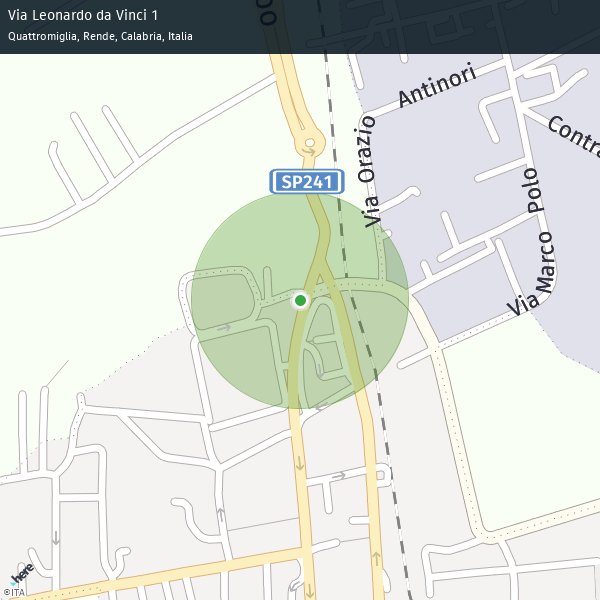 Via Leonardo da Vinci 1
Quattromiglia, Rende, Calabria, Italia
OO
Antinori
Via Orazio
Contra
SP241
Via Marco Polo
here
©ITA